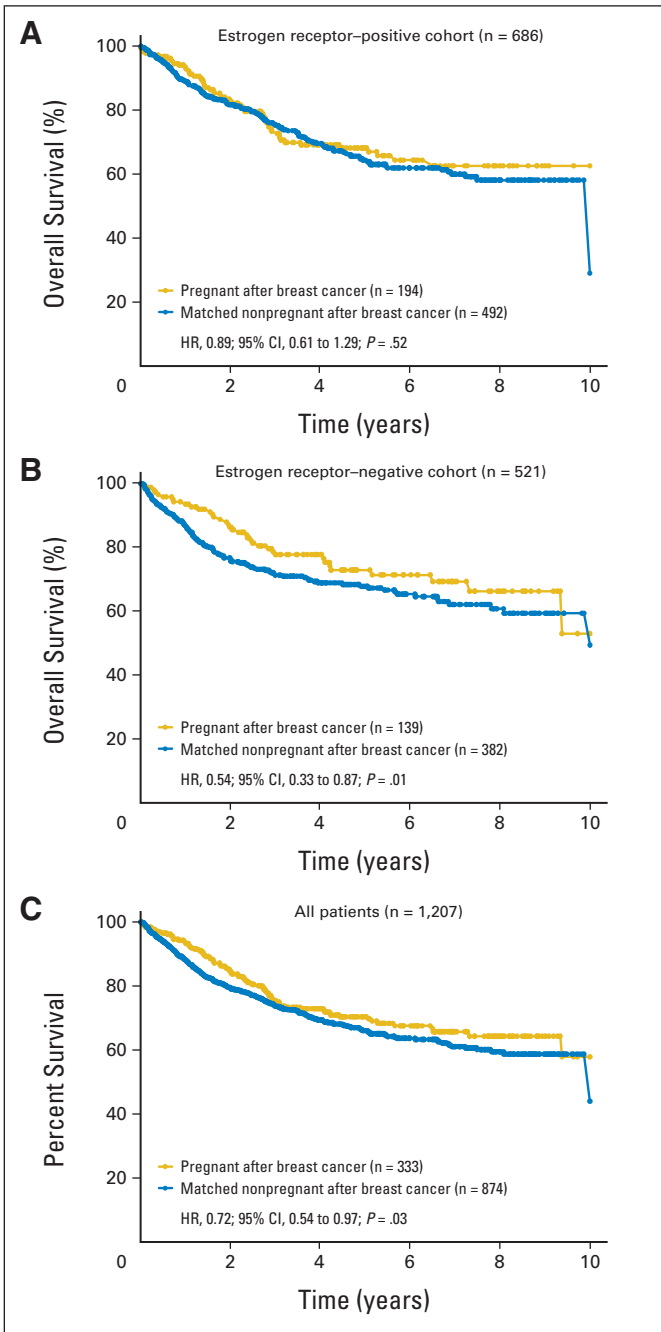 A
Estrogen receptor–positive cohort (n = 686)
Overall Survival (%)
100
80
60
40
20
0
2
4
6
8
10
Pregnant after breast cancer (n = 194)
Matched nonpregnant after breast cancer (n = 492)
HR, 0.89; 95% CI, 0.61 to 1.29; P = .52
Time (years)
B
Estrogen receptor–negative cohort (n = 521)
Overall Survival (%)
100
80
60
40
20
0
2
4
6
8
10
Pregnant after breast cancer (n = 139)
Matched nonpregnant after breast cancer (n = 382)
HR, 0.54; 95% CI, 0.33 to 0.87; P = .01
Time (years)
C
All patients (n = 1,207)
Percent Survival
100
80
60
40
20
0
2
4
6
8
10
Pregnant after breast cancer (n = 333)
Matched nonpregnant after breast cancer (n = 874)
HR, 0.72; 95% CI, 0.54 to 0.97; P = .03
Time (years)